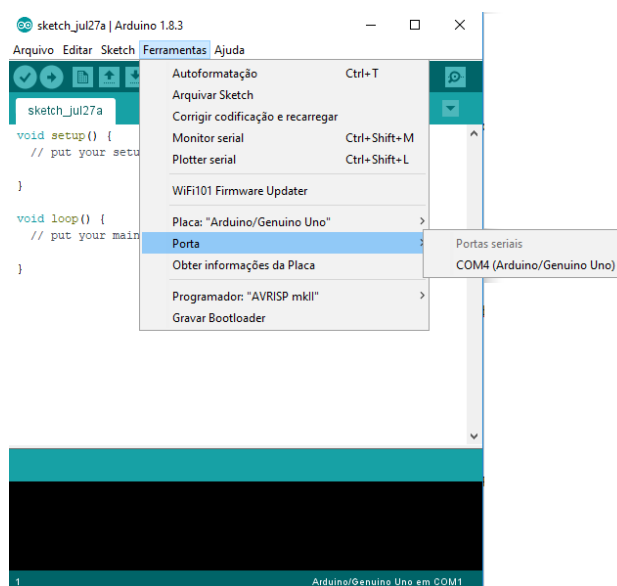 sketch_jul27a | Arduino 1.8.3
Arquivo Editar Sketch Ferramentas Ajuda
sketch_jul27a
void setup() {
// put your setu
}
void loop() {
// put your main
}
Autoformatação Ctrl+T
Arquivar Sketch
Corrigir codificação e recarregar
Monitor serial Ctrl+Shift+M
Plotter serial Ctrl+Shift+L
WiFi101 Firmware Updater
Placa: "Arduino/Genuino Uno"
Porta
Obter informações da Placa
Programador: "AVRISP mkII"
Gravar Bootloader
Portas seriais
COM4 (Arduino/Genuino Uno)
1 Arduino/Genuino Uno em COM1